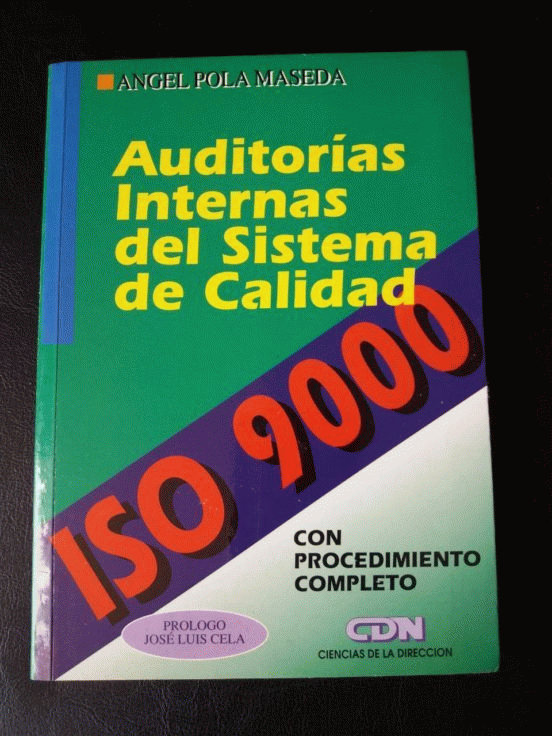 ANGEL POLA MASEDA
Auditorías
Internas
del Sistema
de Calidad
ISO 9000
CON
PROCEDIMIENTO
COMPLETO
PROLOGO
JOSÉ LUIS CELA
CDN
CIENCIAS DE LA DIRECCION